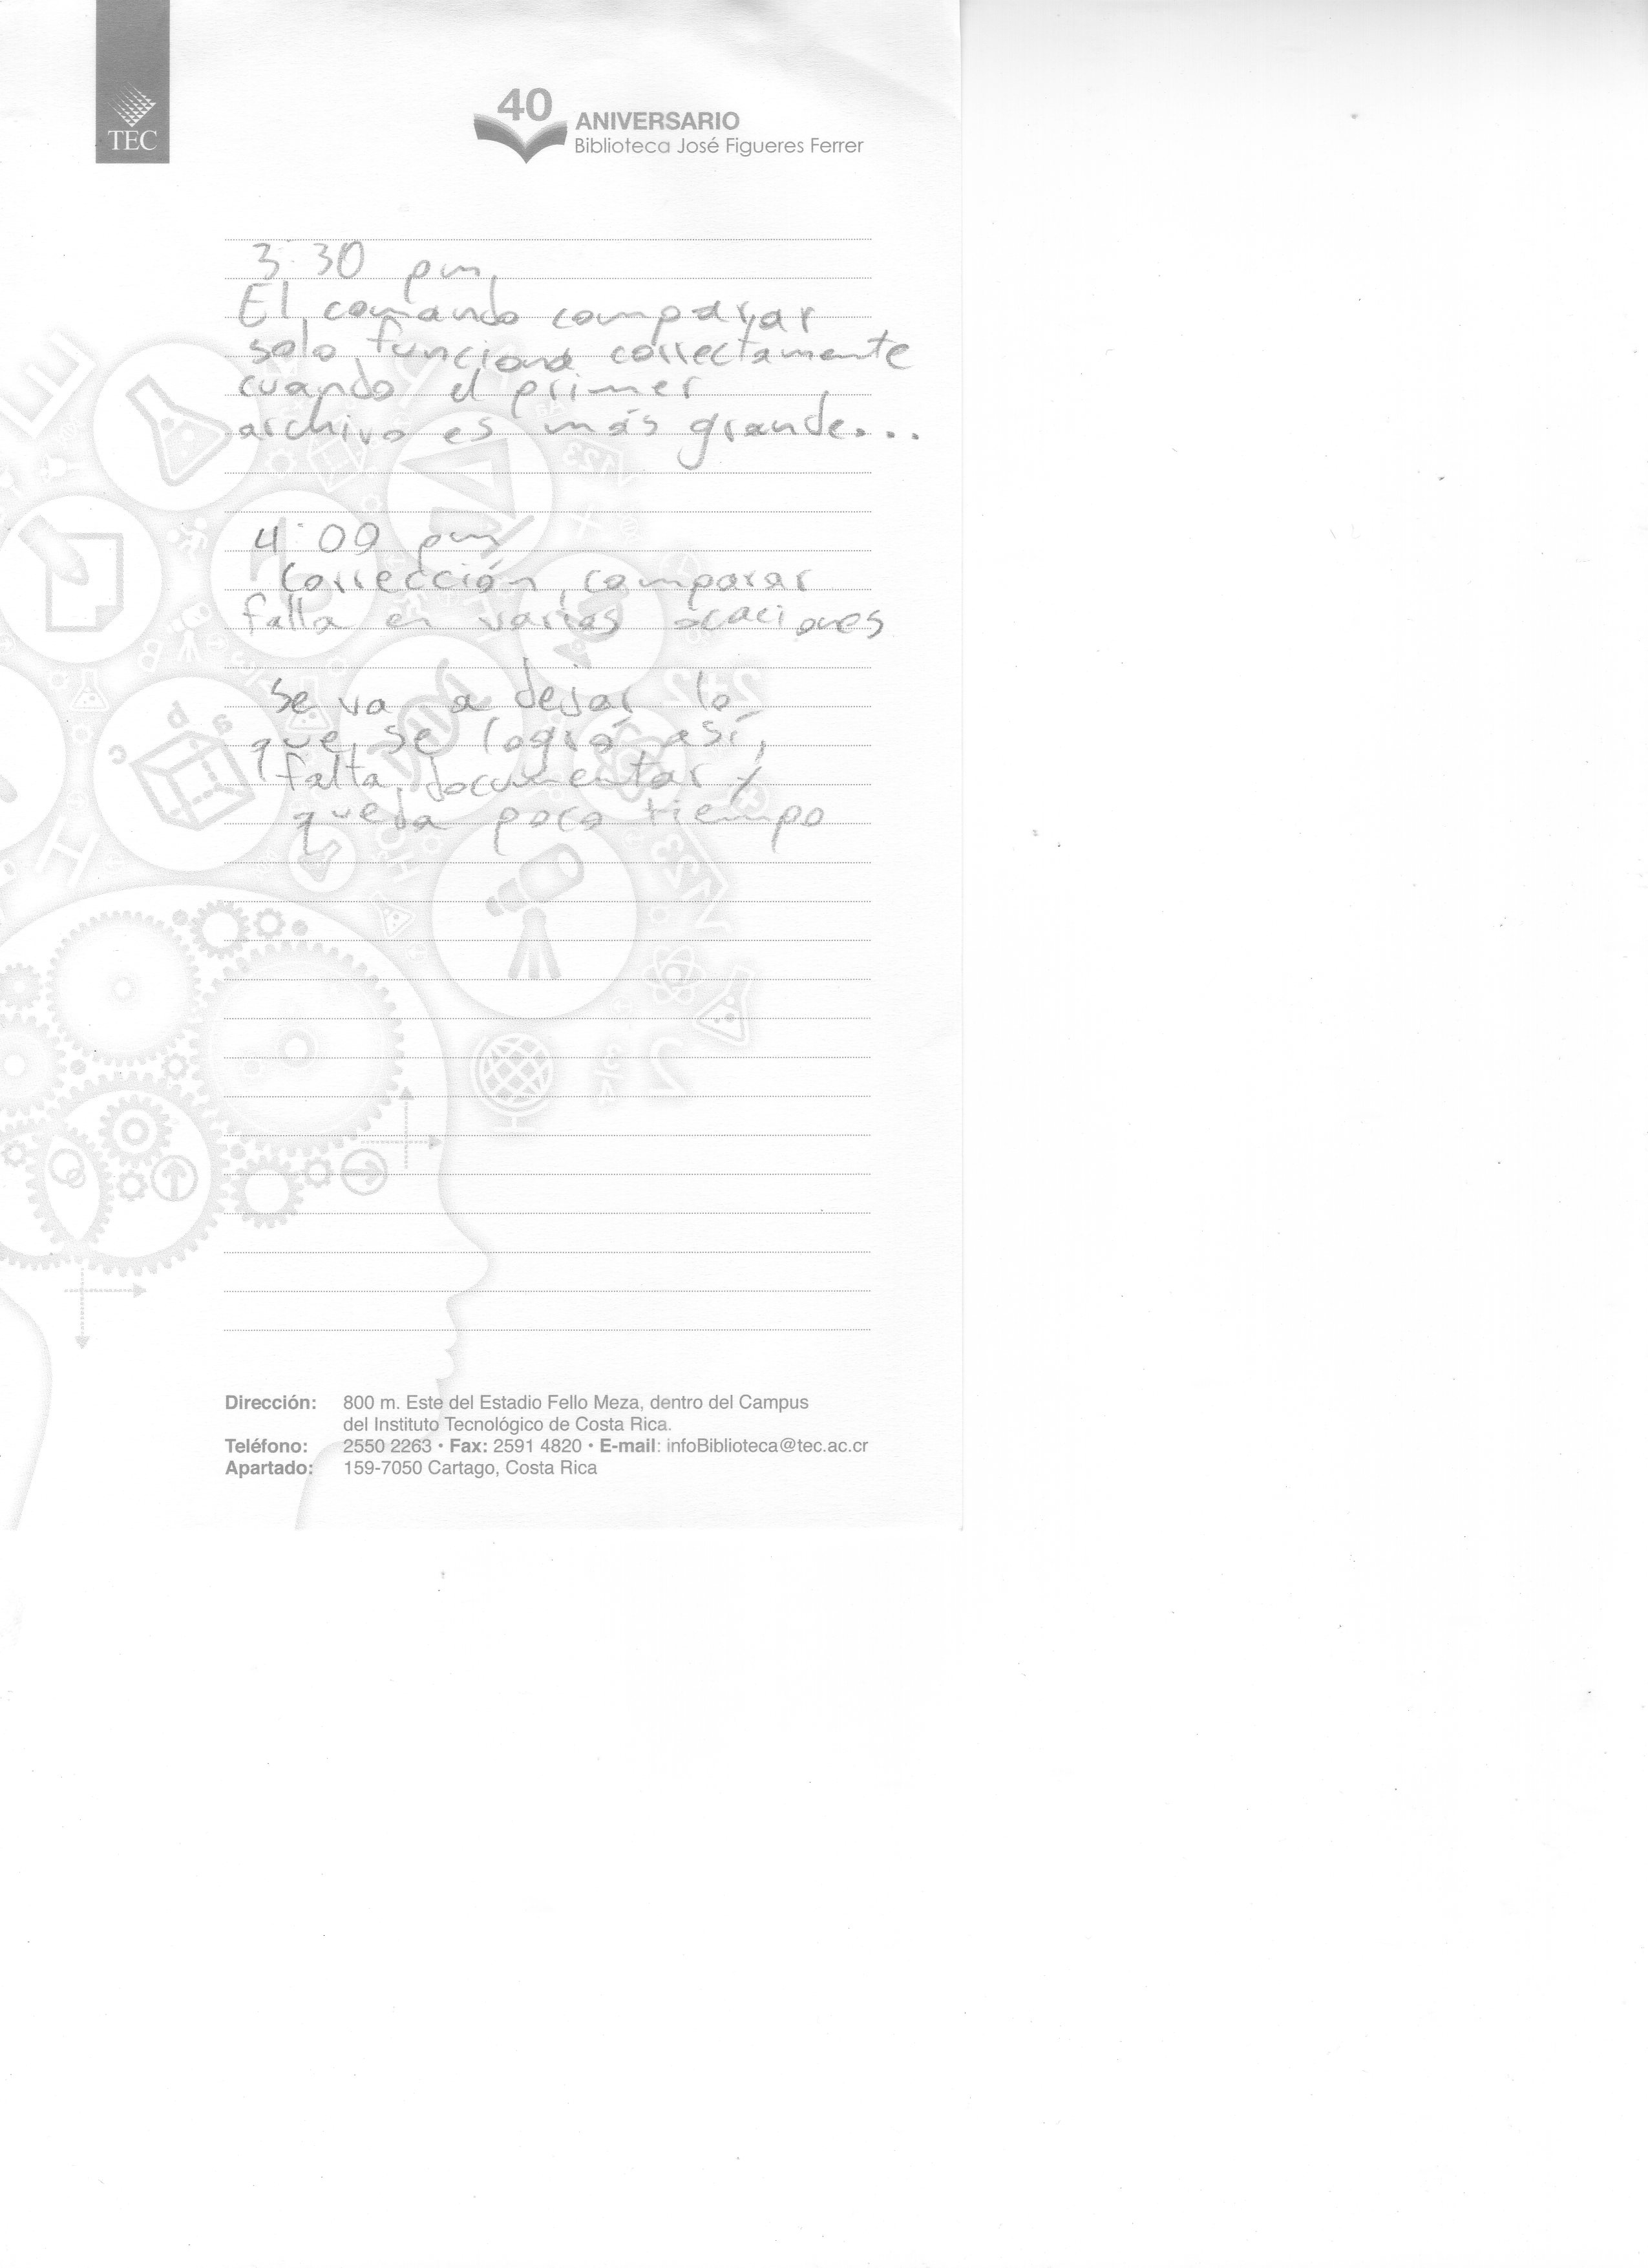 TEC
40
ANIVERSARIO
Biblioteca José Figueres Ferrer
3:30 pm
El comando comparar
solo funciona correctamente
cuando el primer
archivo es más grande...
4:00 pm
Corrección, comparar
falla en varias ocaciones
se va a dejar lo
que se logró así,
falta documentar y
queda poco tiempo
Dirección: 800 m. Este del Estadio Fello Meza, dentro del Campus
del Instituto Tecnológico de Costa Rica.
Teléfono: 2550 2263 • Fax: 2591 4820 • E-mail: infoBiblioteca@tec.ac.cr
Apartado: 159-7050 Cartago, Costa Rica